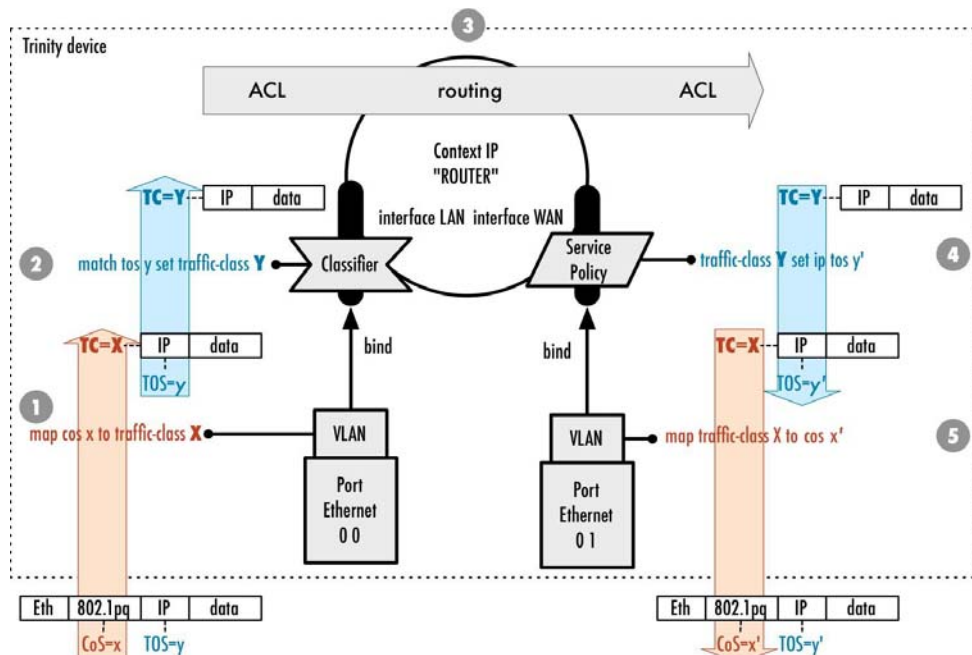 3
Trinity device
ACL routing ACL
Context IP
"ROUTER"
TC=Y IP data
TC=Y IP data
interface LAN interface WAN
2
match tos y set traffic-class Y
Classifier
Service
Policy
traffic-class Y set ip tos y'
4
TC=X IP data
TOS=y
bind
bind
TC=X IP data
TOS=y'
1
map cos x to traffic-class X
VLAN
VLAN
map traffic-class X to cos x'
5
Port
Ethernet
0 0
Port
Ethernet
0 1
Eth 802.1pq IP data
CoS=x TOS=y
Eth 802.1pq IP data
CoS=x' TOS=y'